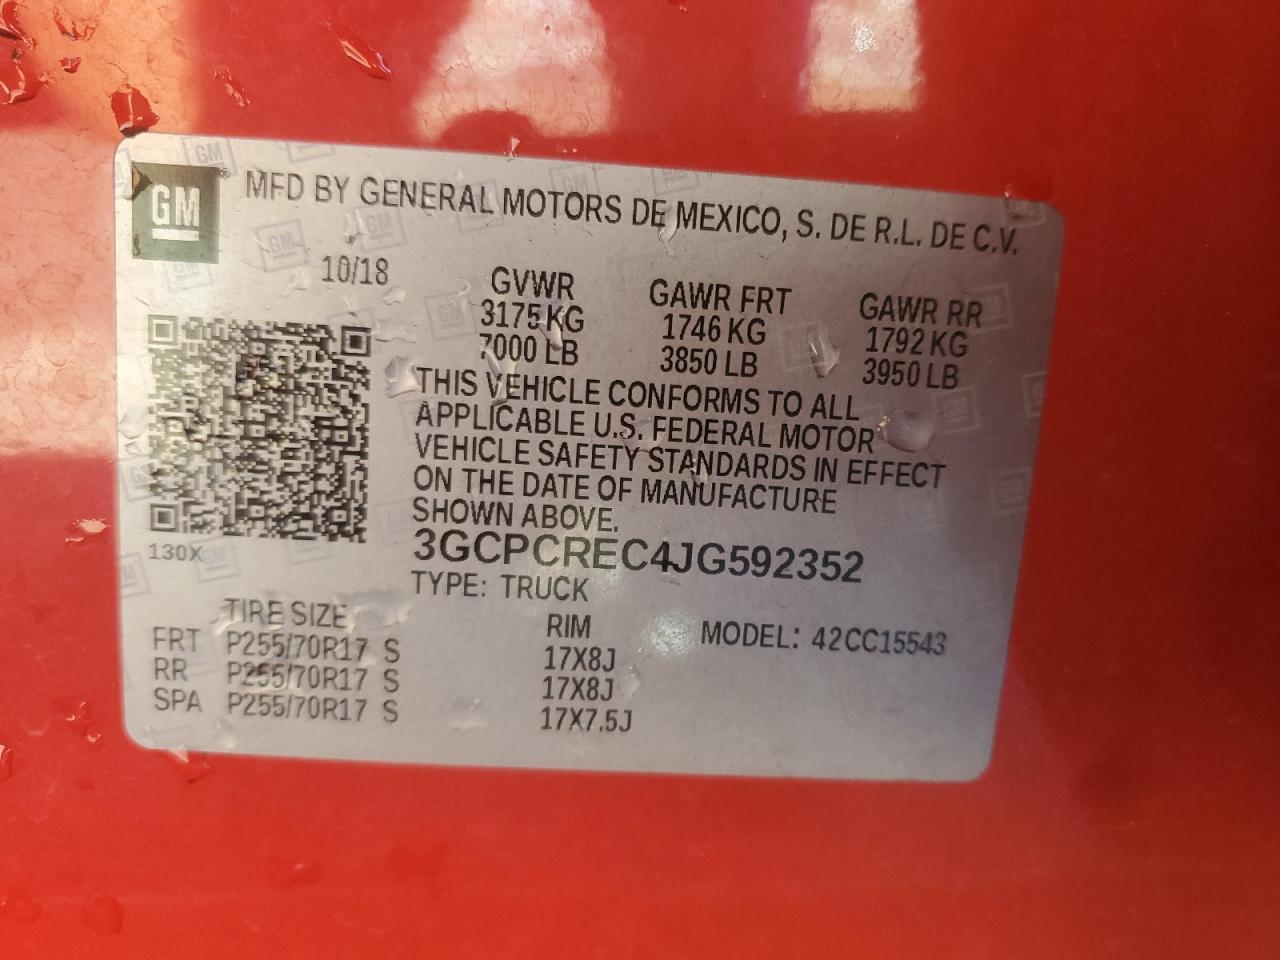 GM MFD BY GENERAL MOTORS DE MEXICO, S. DE R.L. DE C.V.
10/18
GVWR GAWR FRT GAWR RR
3175 KG 1746 KG 1792 KG
7000 LB 3850 LB 3950 LB
THIS VEHICLE CONFORMS TO ALL
APPLICABLE U.S. FEDERAL MOTOR
VEHICLE SAFETY STANDARDS IN EFFECT
ON THE DATE OF MANUFACTURE
SHOWN ABOVE.
130X
3GCPCREC4JG592352
TYPE: TRUCK
TIRE SIZE RIM MODEL: 42CC15543
FRT P255/70R17 S 17X8J
RR P255/70R17 S 17X8J
SPA P255/70R17 S 17X7.5J